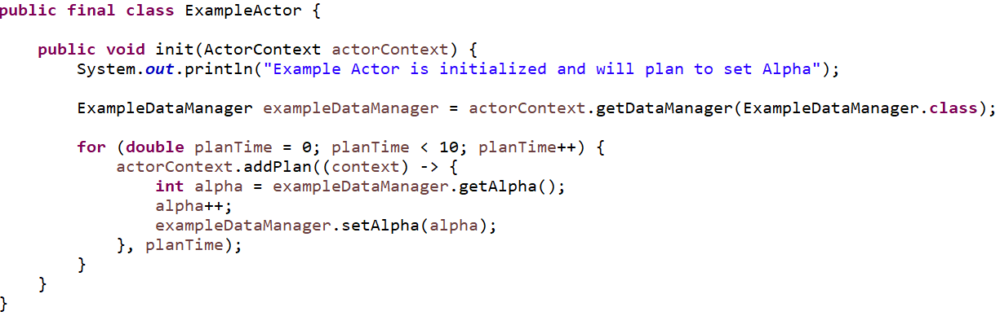 public final class ExampleActor {
    public void init(ActorContext actorContext) {
        System.out.println("Example Actor is initialized and will plan to set Alpha");
        ExampleDataManager exampleDataManager = actorContext.getDataManager(ExampleDataManager.class);
        for (double planTime = 0; planTime < 10; planTime++) {
            actorContext.addPlan((context) -> {
                int alpha = exampleDataManager.getAlpha();
                alpha++;
                exampleDataManager.setAlpha(alpha);
            }, planTime);
        }
    }
}